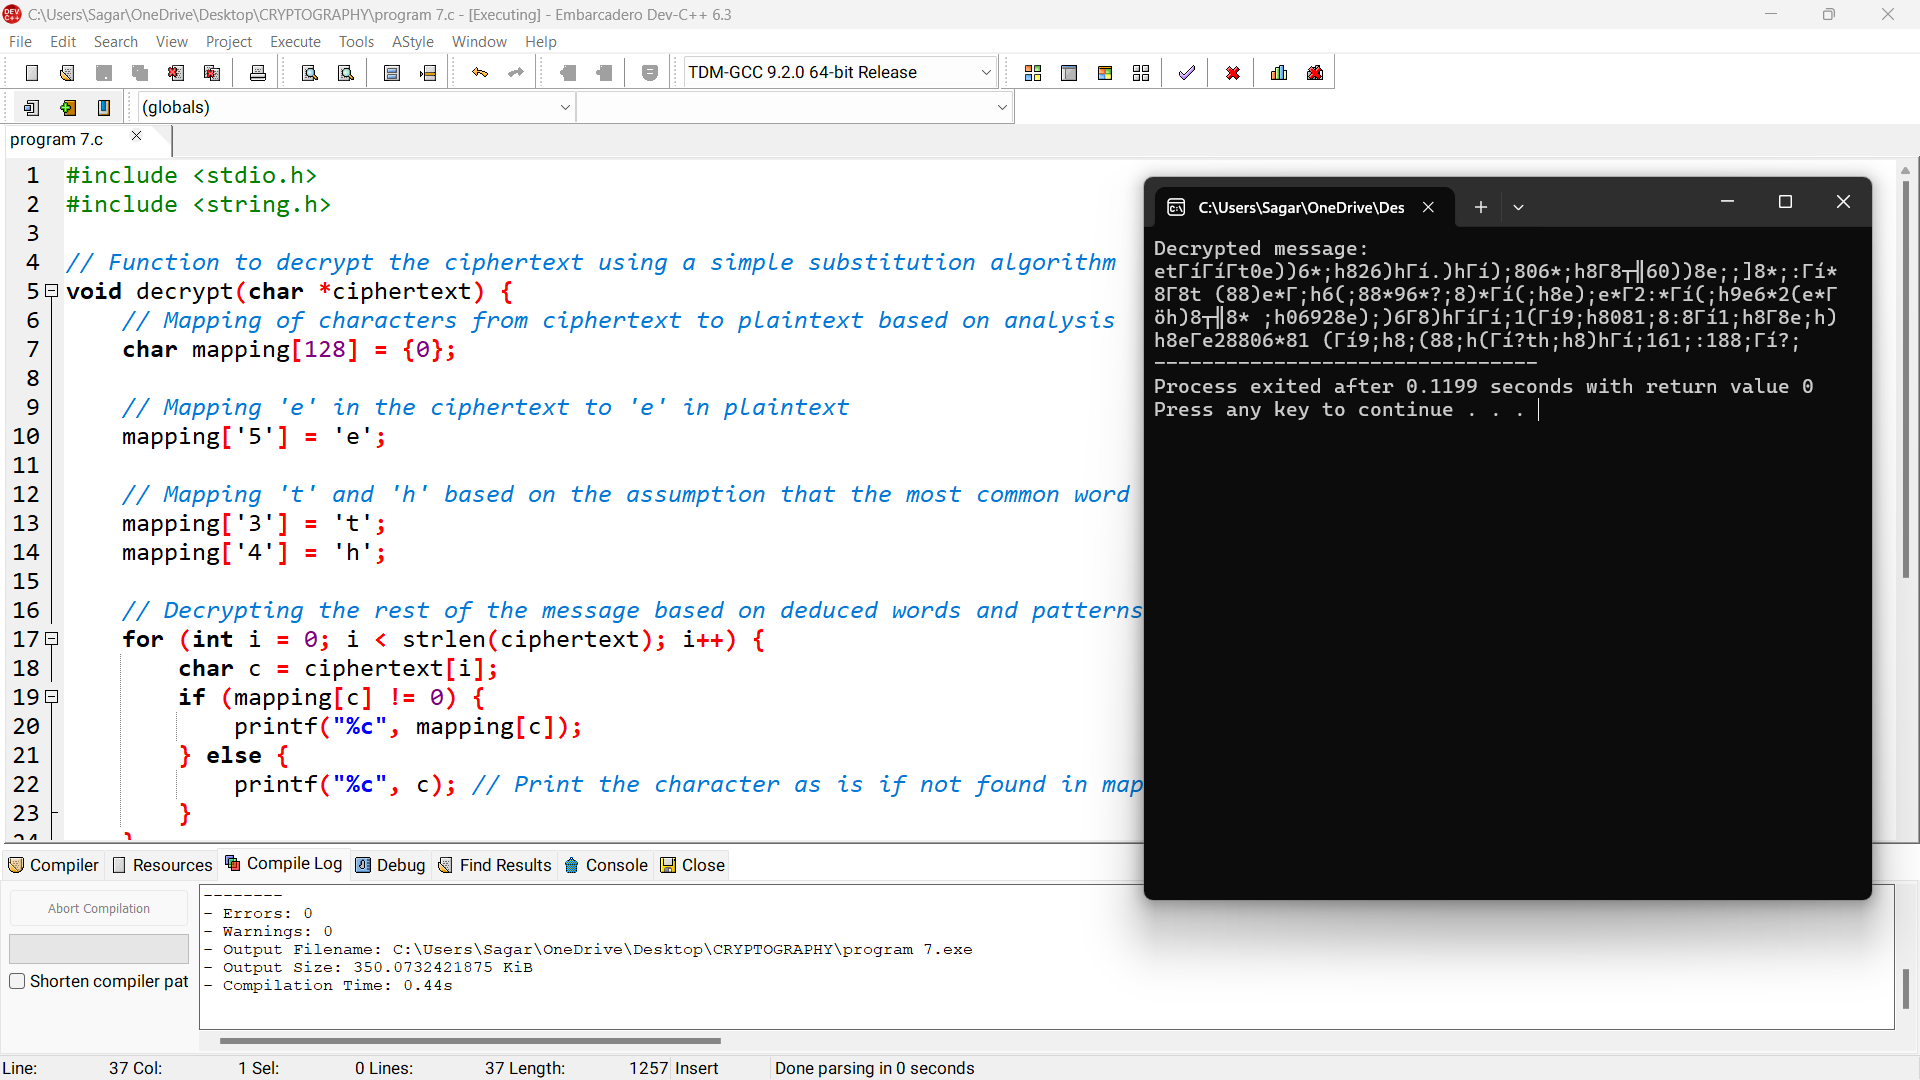 C:\Users\Sagar\OneDrive\Desktop\CRYPTOGRAPHY\program 7.c - [Executing] - Embarcadero Dev-C++ 6.3
File Edit Search View Project Execute Tools AStyle Window Help
TDM-GCC 9.2.0 64-bit Release
(globals)
program 7.c
1 #include <stdio.h>
2 #include <string.h>
3
4 // Function to decrypt the ciphertext using a simple substitution algorithm
5 void decrypt(char *ciphertext) {
6 // Mapping of characters from ciphertext to plaintext based on analysis
7 char mapping[128] = {0};
8
9 // Mapping 'e' in the ciphertext to 'e' in plaintext
10 mapping['5'] = 'e';
11
12 // Mapping 't' and 'h' based on the assumption that the most common word
13 mapping['3'] = 't';
14 mapping['4'] = 'h';
15
16 // Decrypting the rest of the message based on deduced words and patterns
17 for (int i = 0; i < strlen(ciphertext); i++) {
18 char c = ciphertext[i];
19 if (mapping[c] != 0) {
20 printf("%c", mapping[c]);
21 } else {
22 printf("%c", c); // Print the character as is if not found in map
23 }
24 }
C:\Users\Sagar\OneDrive\Des
Decrypted message:
etΓíΓíΓt0e))6*;h826)hΓí.)hΓí);806*;h8Γ8┬║60))8e;;]8*;:Γí*
8Γ8t (88)e*Γ;h6(;88*96*?;8)*Γí(;h8e);e*Γ2:*Γí(;h9e6*2(e*Γ
öh)8┬║8* ;h06928e);)6Γ8)hΓíΓí;1(Γí9;h8081;8:8Γí1;h8Γ8e;h)
h8eΓe28806*81 (Γí9;h8;(88;h(Γí?th;h8)hΓí;161;:188;Γí?;
--------------------------------
Process exited after 0.1199 seconds with return value 0
Press any key to continue . . .
Compiler Resources Compile Log Debug Find Results Console Close
Abort Compilation
Shorten compiler pat
--------
- Errors: 0
- Warnings: 0
- Output Filename: C:\Users\Sagar\OneDrive\Desktop\CRYPTOGRAPHY\program 7.exe
- Output Size: 350.0732421875 KiB
- Compilation Time: 0.44s
Line: 37 Col: 1 Sel: 0 Lines: 37 Length: 1257 Insert Done parsing in 0 seconds